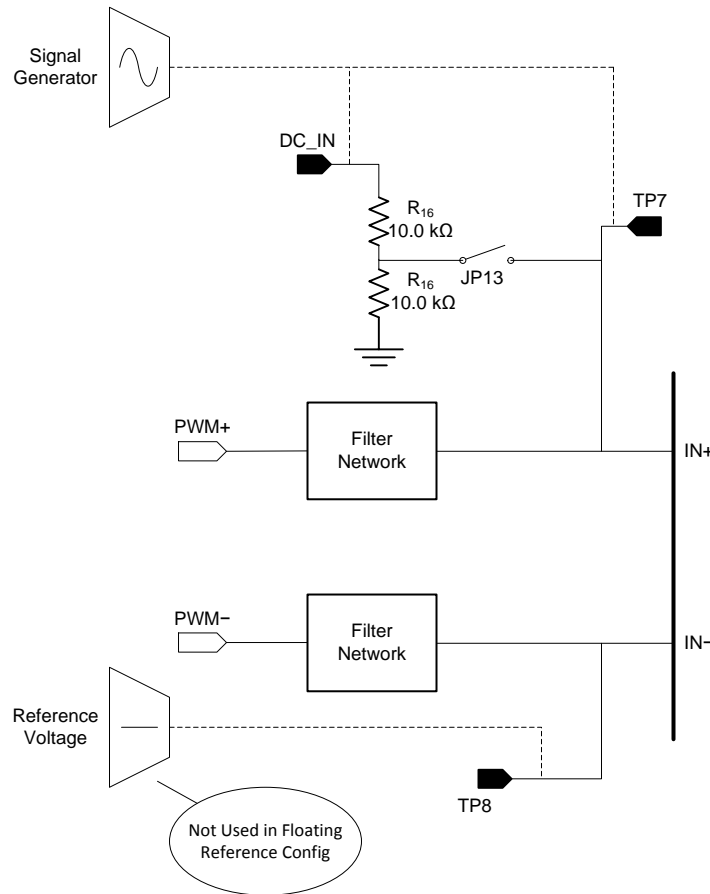 Signal
Generator
DC_IN
TP7
R16
10.0 kΩ
JP13
R16
10.0 kΩ
PWM+
Filter
Network
IN+
PWM−
Filter
Network
IN−
Reference
Voltage
TP8
Not Used in Floating
Reference Config